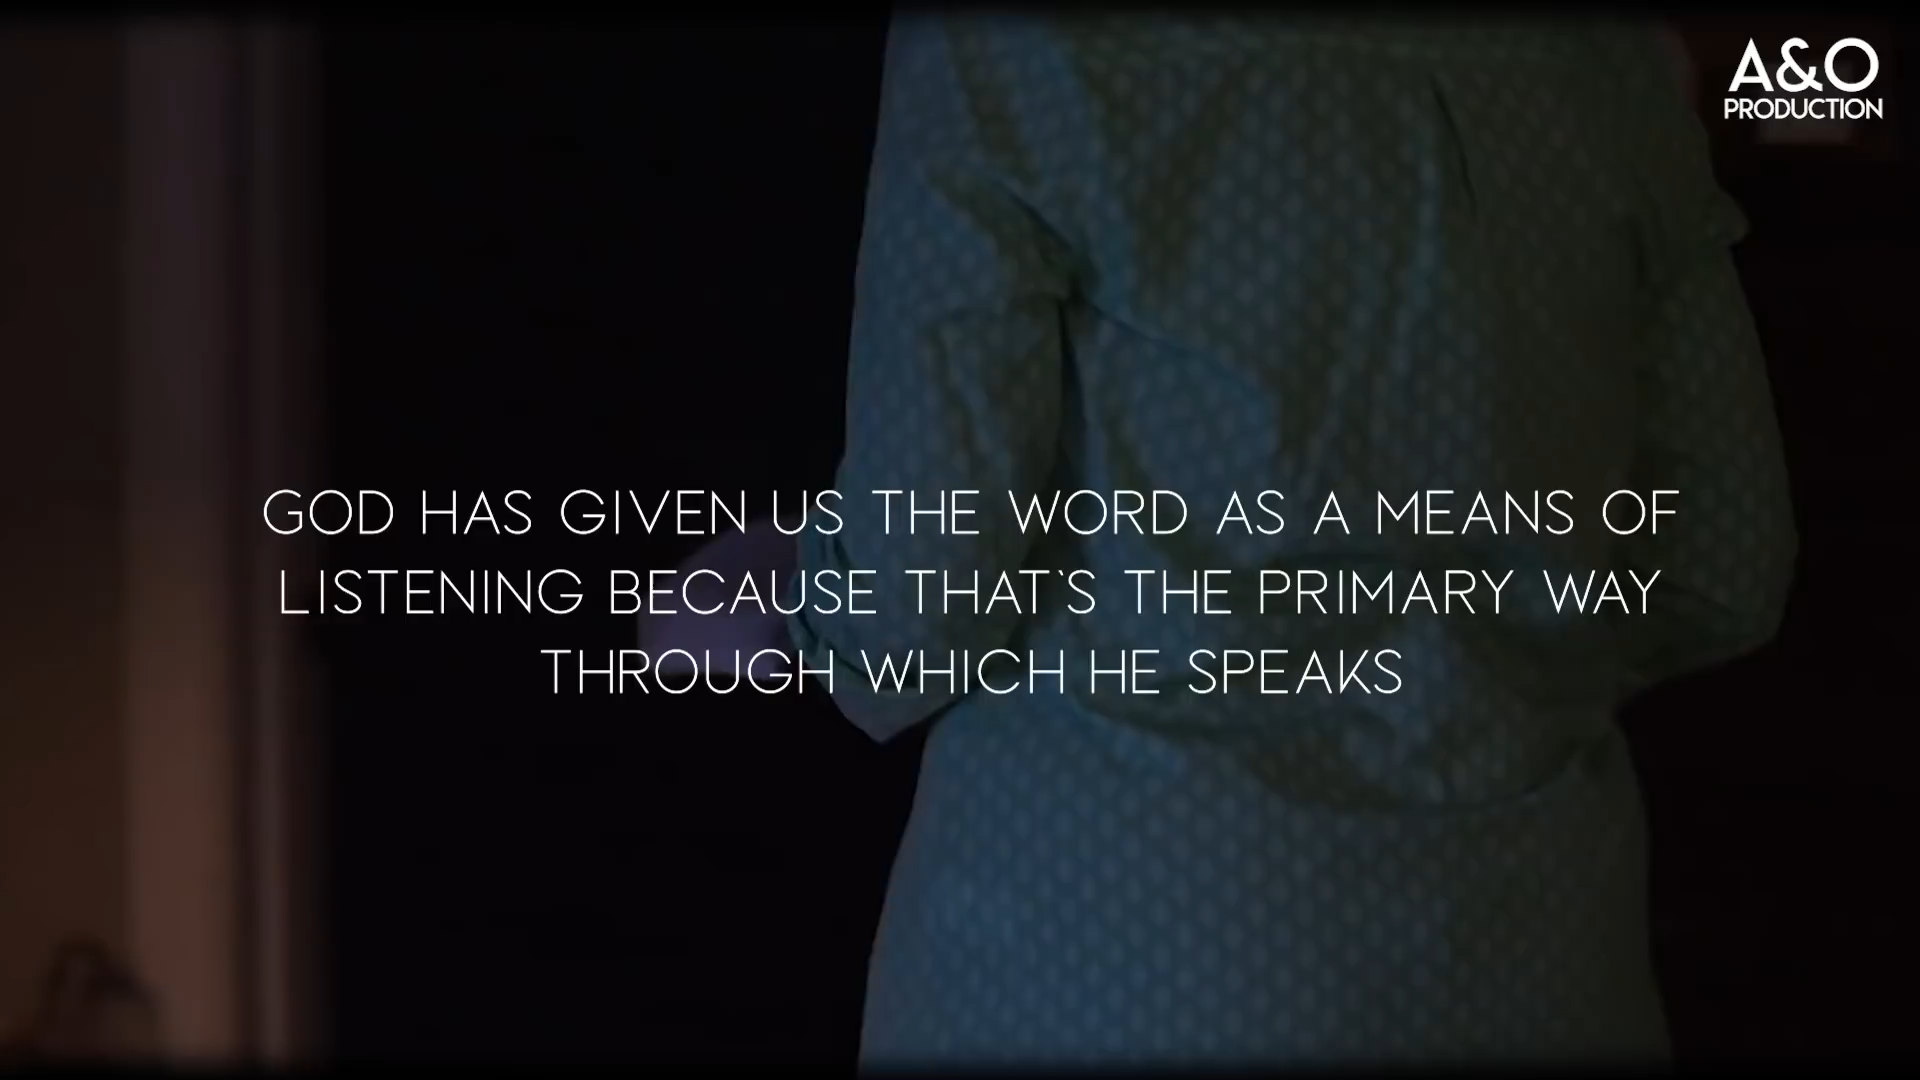 A&O
PRODUCTION
GOD HAS GIVEN US THE WORD AS A MEANS OF
LISTENING BECAUSE THAT'S THE PRIMARY WAY
THROUGH WHICH HE SPEAKS